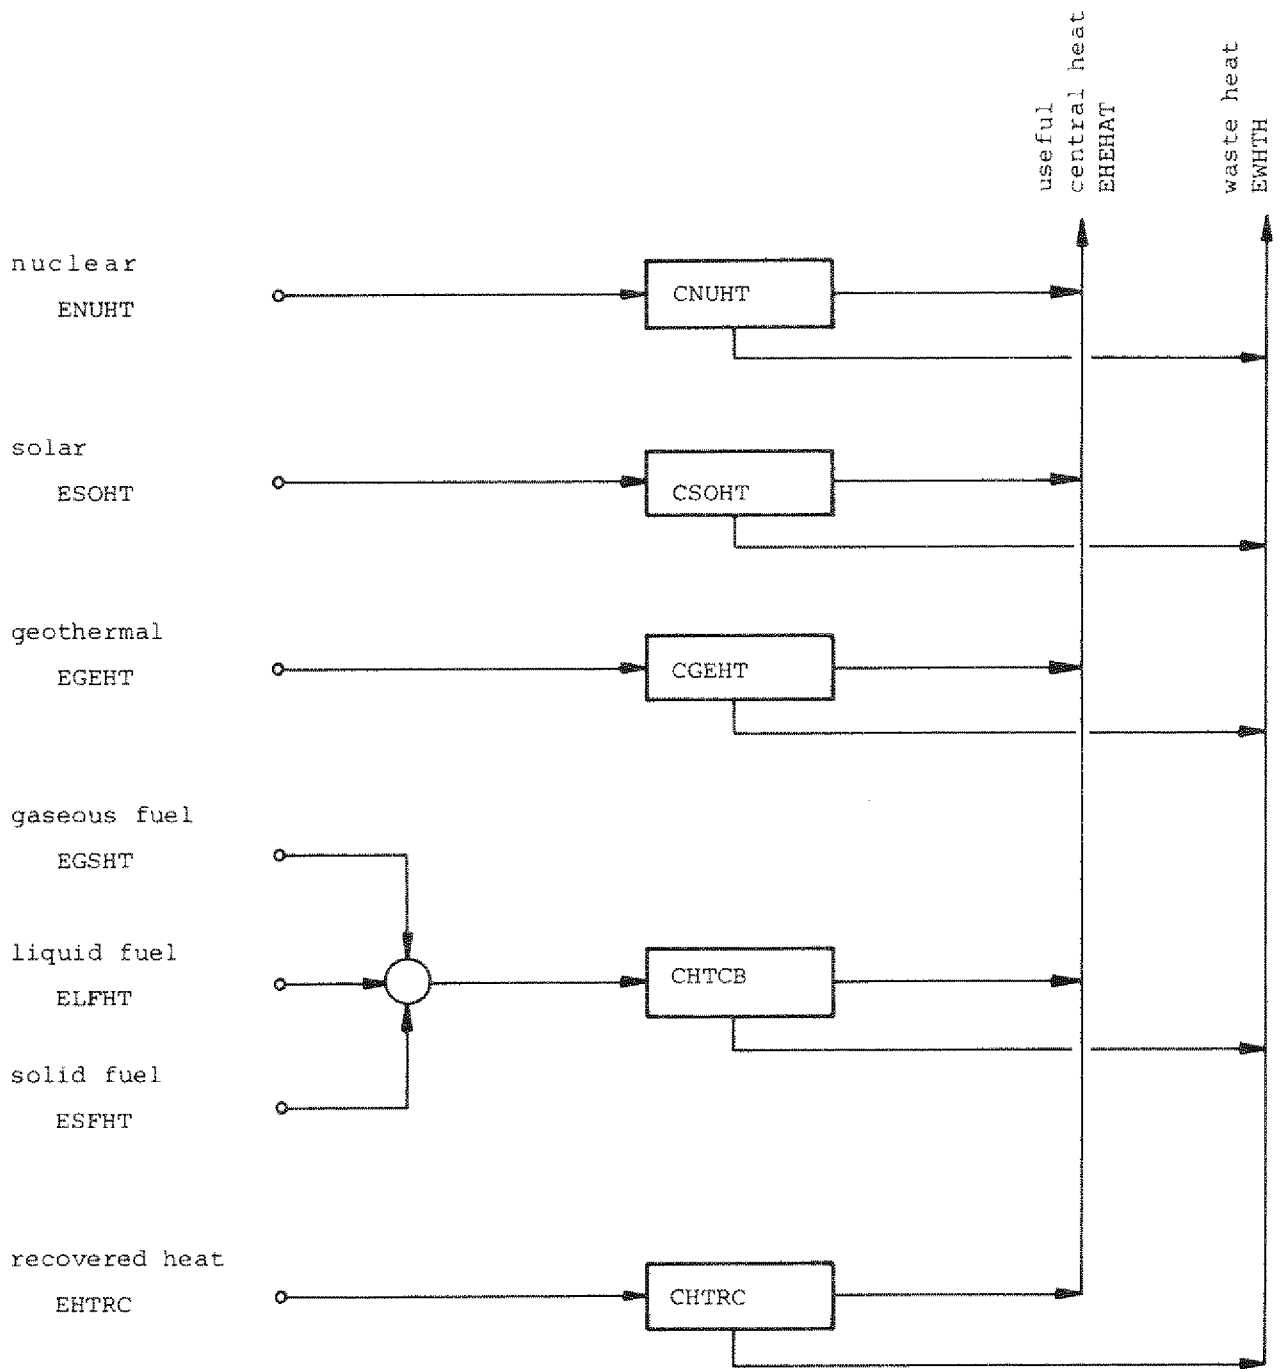 useful
central heat
EHEHAT
waste heat
EWHTH
nuclear
ENUHT
CNUHT
solar
ESOHT
CSOHT
geothermal
EGEHT
CGEHT
gaseous fuel
EGSHT
liquid fuel
ELFHT
CHTCB
solid fuel
ESFHT
recovered heat
EHTRC
CHTRC